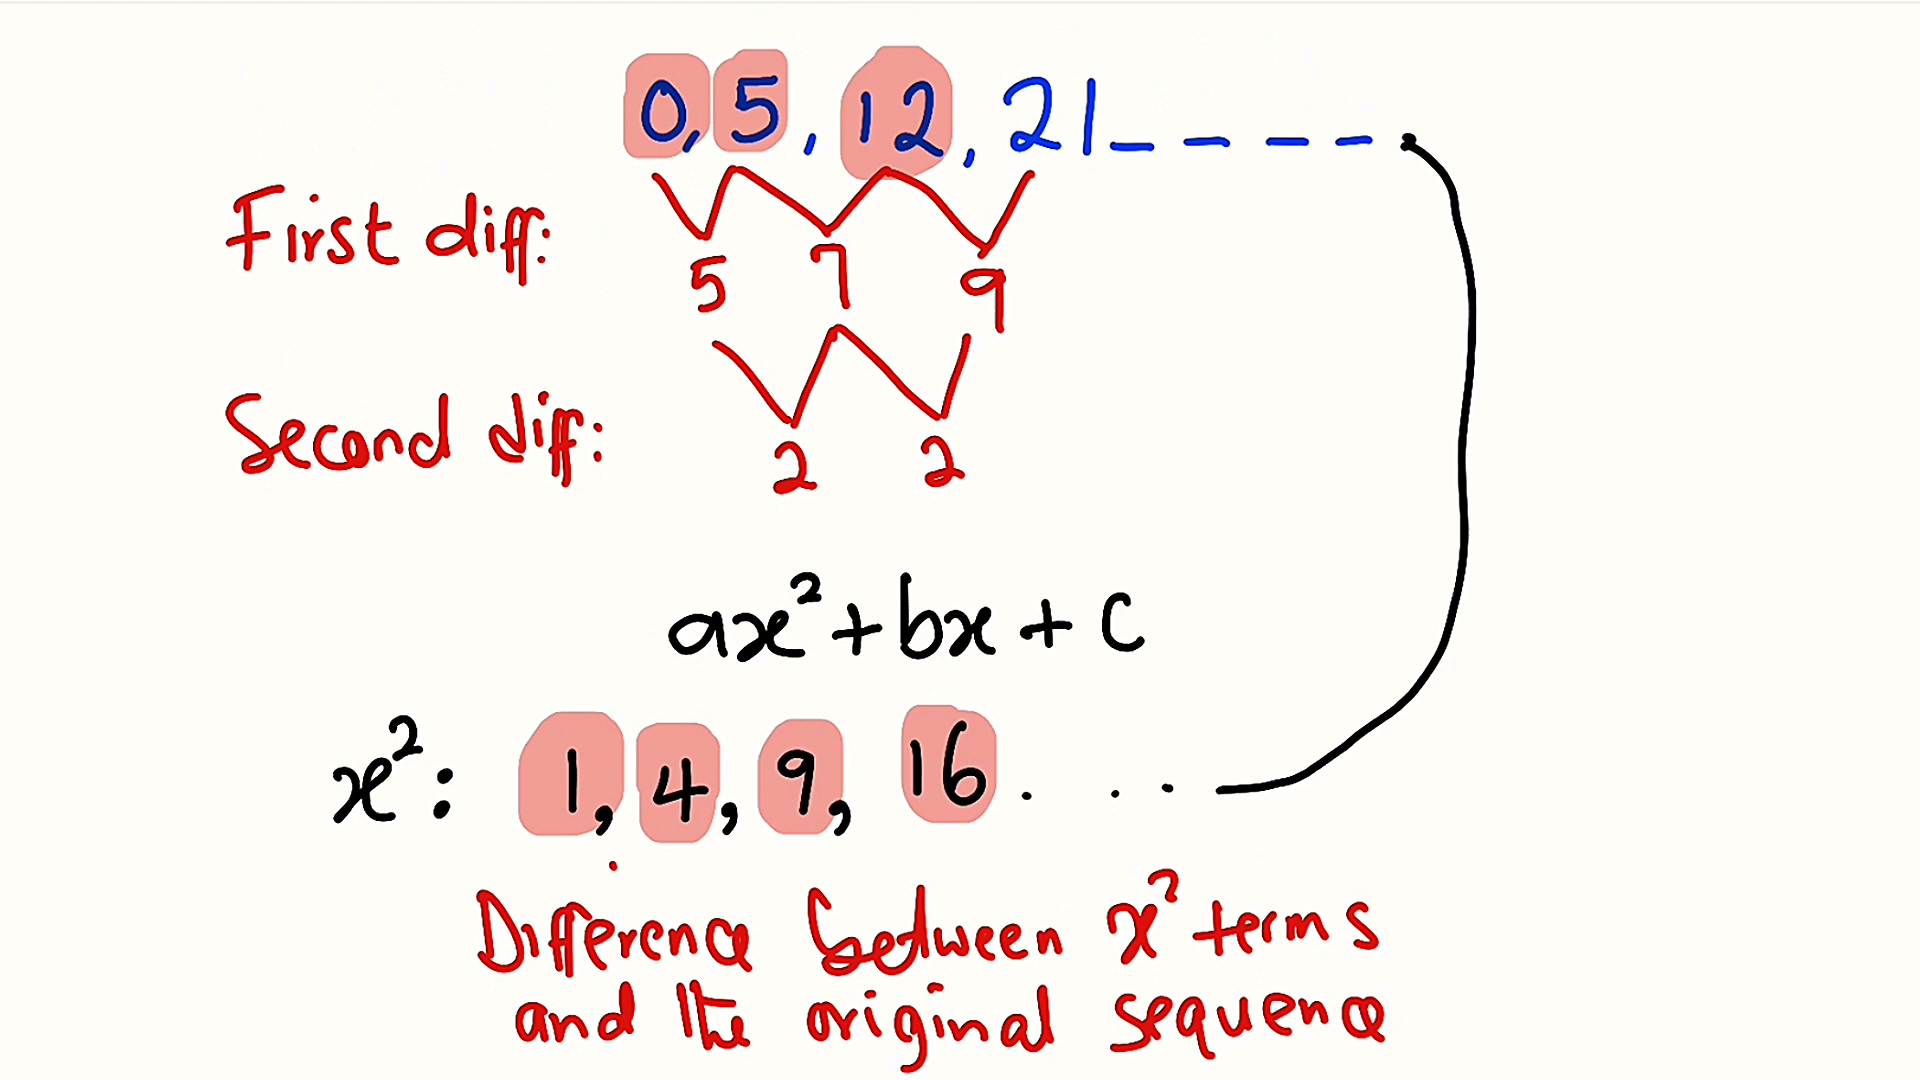 0, 5, 12, 21 _ _ _ _
First diff:
5 7 9
Second diff:
2 2
ax² + bx + c
x²: 1, 4, 9, 16 . . .
Difference between x² terms
and the original sequence